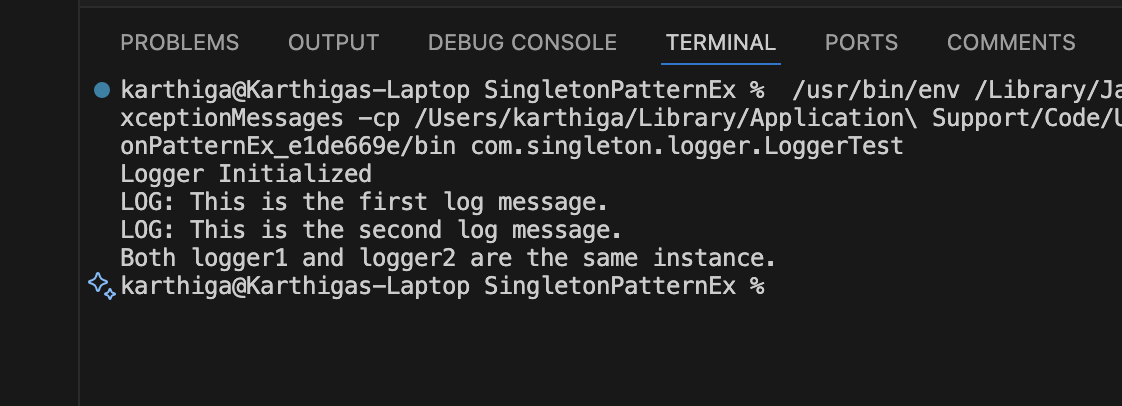 PROBLEMS OUTPUT DEBUG CONSOLE TERMINAL PORTS COMMENTS
karthiga@Karthigas-Laptop SingletonPatternEx % /usr/bin/env /Library/Ja
xceptionMessages -cp /Users/karthiga/Library/Application\ Support/Code/U
onPatternEx_e1de669e/bin com.singleton.logger.LoggerTest
Logger Initialized
LOG: This is the first log message.
LOG: This is the second log message.
Both logger1 and logger2 are the same instance.
karthiga@Karthigas-Laptop SingletonPatternEx %